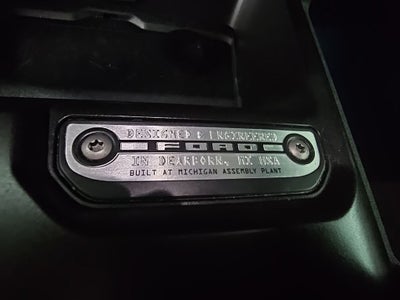 DESIGNED & ENGINEERED
FORD
IN DEARBORN, MI USA
BUILT AT MICHIGAN ASSEMBLY PLANT